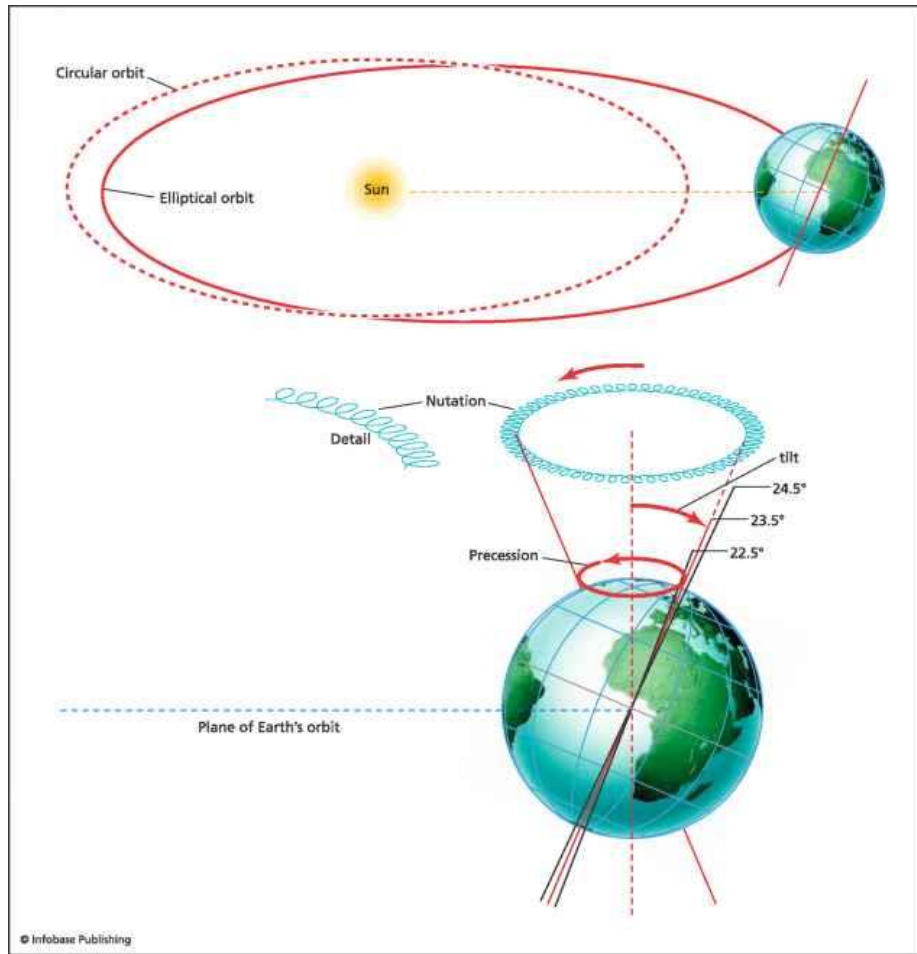 Circular orbit
Sun
Elliptical orbit
Nutation
Detail
tilt
24.5°
23.5°
Precession
22.5°
Plane of Earth's orbit
© Infobase Publishing